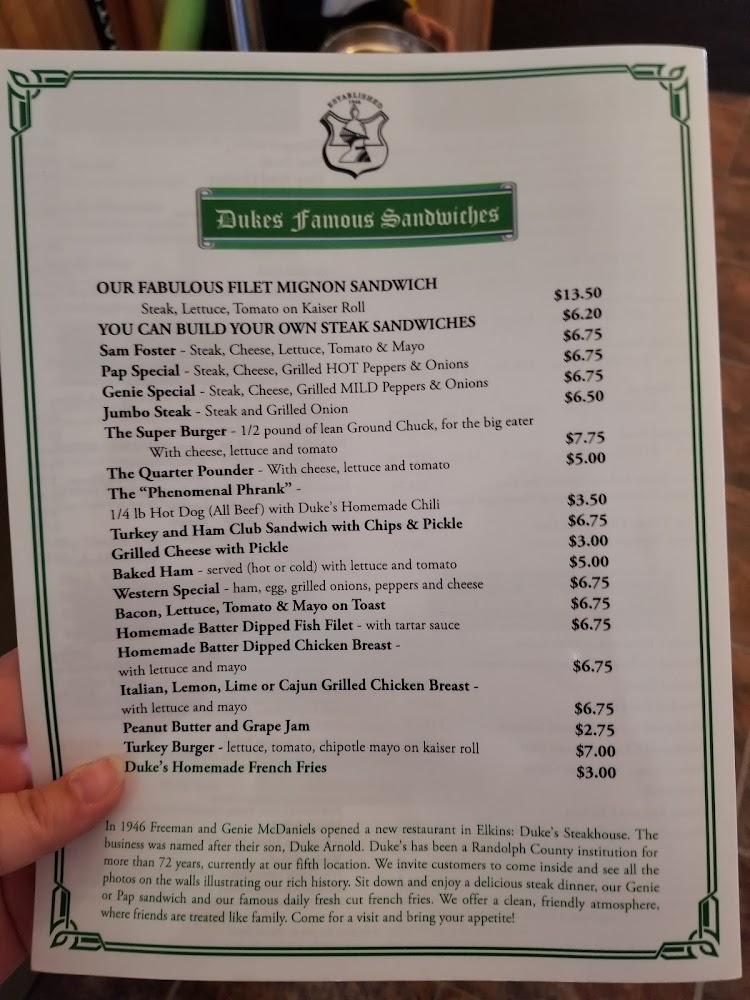 ESTABLISHED
1946
Dukes Famous Sandwiches
OUR FABULOUS FILET MIGNON SANDWICH
Steak, Lettuce, Tomato on Kaiser Roll $13.50
YOU CAN BUILD YOUR OWN STEAK SANDWICHES $6.20
Sam Foster - Steak, Cheese, Lettuce, Tomato & Mayo $6.75
Pap Special - Steak, Cheese, Grilled HOT Peppers & Onions $6.75
Genie Special - Steak, Cheese, Grilled MILD Peppers & Onions $6.75
Jumbo Steak - Steak and Grilled Onion $6.50
The Super Burger - 1/2 pound of lean Ground Chuck, for the big eater
With cheese, lettuce and tomato $7.75
The Quarter Pounder - With cheese, lettuce and tomato $5.00
The “Phenomenal Phrank” -
1/4 lb Hot Dog (All Beef) with Duke's Homemade Chili $3.50
Turkey and Ham Club Sandwich with Chips & Pickle $6.75
Grilled Cheese with Pickle $3.00
Baked Ham - served (hot or cold) with lettuce and tomato $5.00
Western Special - ham, egg, grilled onions, peppers and cheese $6.75
Bacon, Lettuce, Tomato & Mayo on Toast $6.75
Homemade Batter Dipped Fish Filet - with tartar sauce $6.75
Homemade Batter Dipped Chicken Breast -
with lettuce and mayo $6.75
Italian, Lemon, Lime or Cajun Grilled Chicken Breast -
with lettuce and mayo $6.75
Peanut Butter and Grape Jam $2.75
Turkey Burger - lettuce, tomato, chipotle mayo on kaiser roll $7.00
Duke's Homemade French Fries $3.00
In 1946 Freeman and Genie McDaniels opened a new restaurant in Elkins: Duke's Steakhouse. The
business was named after their son, Duke Arnold. Duke's has been a Randolph County institution for
more than 72 years, currently at our fifth location. We invite customers to come inside and see all the
photos on the walls illustrating our rich history. Sit down and enjoy a delicious steak dinner, our Genie
or Pap sandwich and our famous daily fresh cut french fries. We offer a clean, friendly atmosphere,
where friends are treated like family. Come for a visit and bring your appetite!